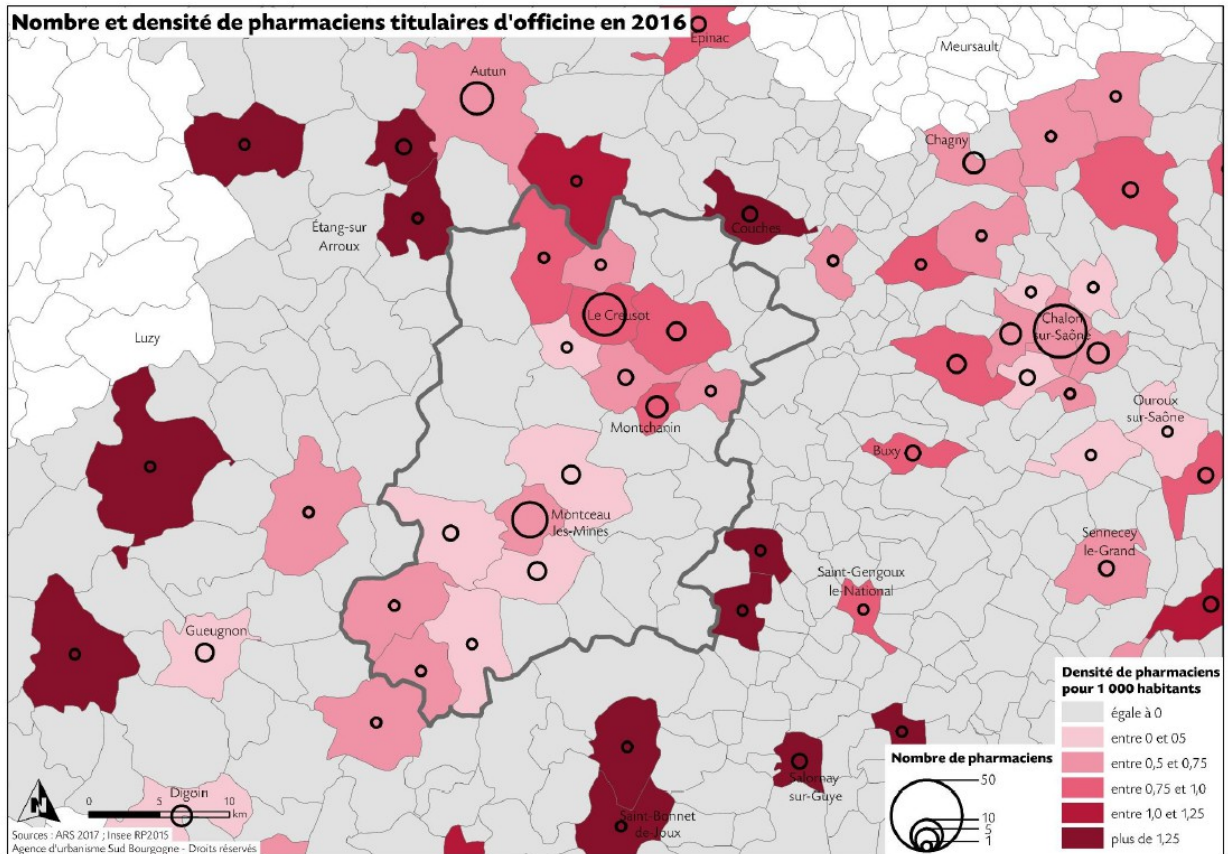 Nombre et densité de pharmaciens titulaires d'officine en 2016
Épinac
Meursault
Autun
Chagny
Couches
Étang-sur
Arroux
Le Creusot
Chalon
sur-Saône
Luzy
Ouroux
sur-Saône
Montchanin
Buxy
Montceau
les-Mines
Sennecey
le-Grand
Saint-Gengoux
le-National
Gueugnon
Salornay
sur-Guye
Saint-Bonnet
de-Joux
Digoin
Densité de pharmaciens
pour 1 000 habitants
égale à 0
entre 0 et 05
entre 0,5 et 0,75
entre 0,75 et 1,0
entre 1,0 et 1,25
plus de 1,25
Nombre de pharmaciens
50
10
5
1
N
0 5 10
km
Sources : ARS 2017 ; Insee RP2015
Agence d'urbanisme Sud Bourgogne - Droits réservés